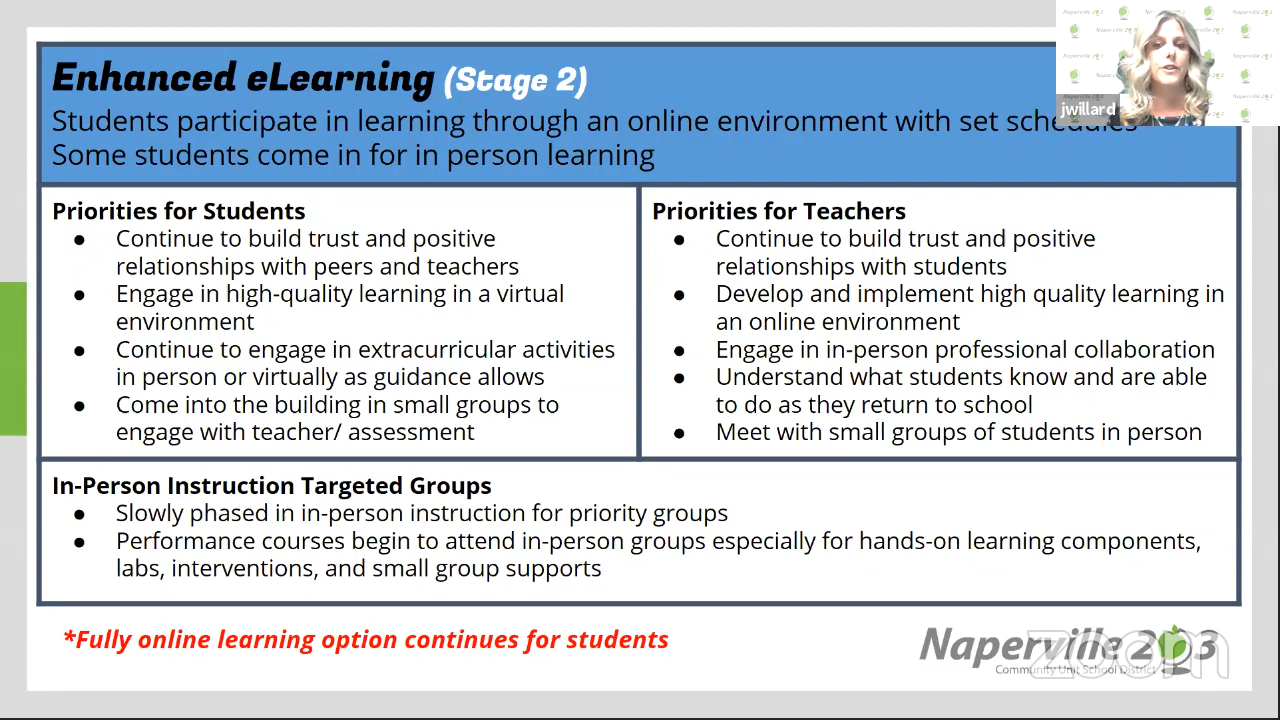 Enhanced eLearning (Stage 2)
Students participate in learning through an online environment with set schedules
Some students come in for in person learning
jwillard
Priorities for Students
● Continue to build trust and positive
relationships with peers and teachers
● Engage in high-quality learning in a virtual
environment
● Continue to engage in extracurricular activities
in person or virtually as guidance allows
● Come into the building in small groups to
engage with teacher/ assessment
Priorities for Teachers
● Continue to build trust and positive
relationships with students
● Develop and implement high quality learning in
an online environment
● Engage in in-person professional collaboration
● Understand what students know and are able
to do as they return to school
● Meet with small groups of students in person
In-Person Instruction Targeted Groups
● Slowly phased in in-person instruction for priority groups
● Performance courses begin to attend in-person groups especially for hands-on learning components,
labs, interventions, and small group supports
*Fully online learning option continues for students
Naperville 203
Community Unit School District
zoom